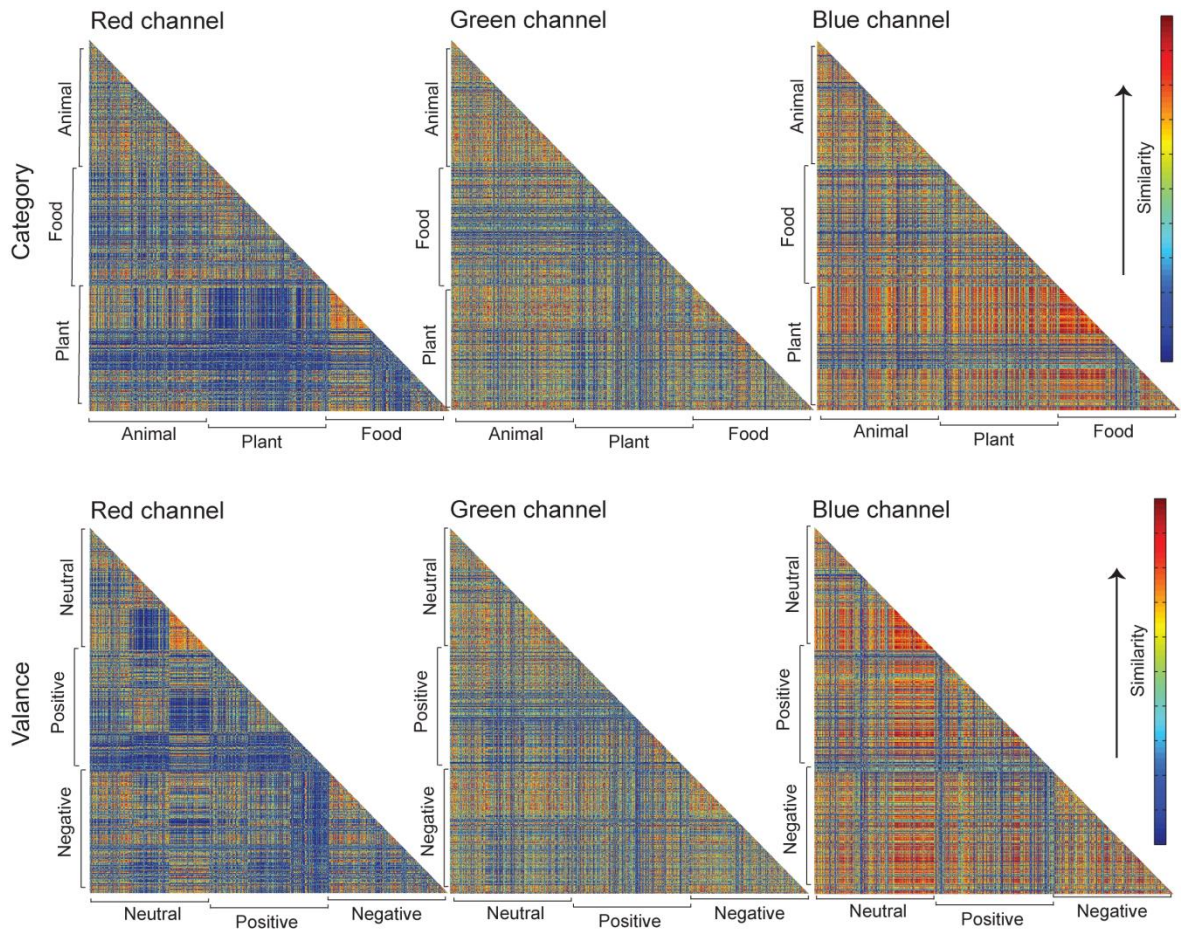 Red channel
Green channel
Blue channel
Category
Animal
Food
Plant
Animal
Plant
Food
Animal
Food
Plant
Animal
Plant
Food
Animal
Food
Plant
Animal
Plant
Food
Similarity
Red channel
Green channel
Blue channel
Valance
Neutral
Positive
Negative
Neutral
Positive
Negative
Neutral
Positive
Negative
Neutral
Positive
Negative
Neutral
Positive
Negative
Neutral
Positive
Negative
Similarity